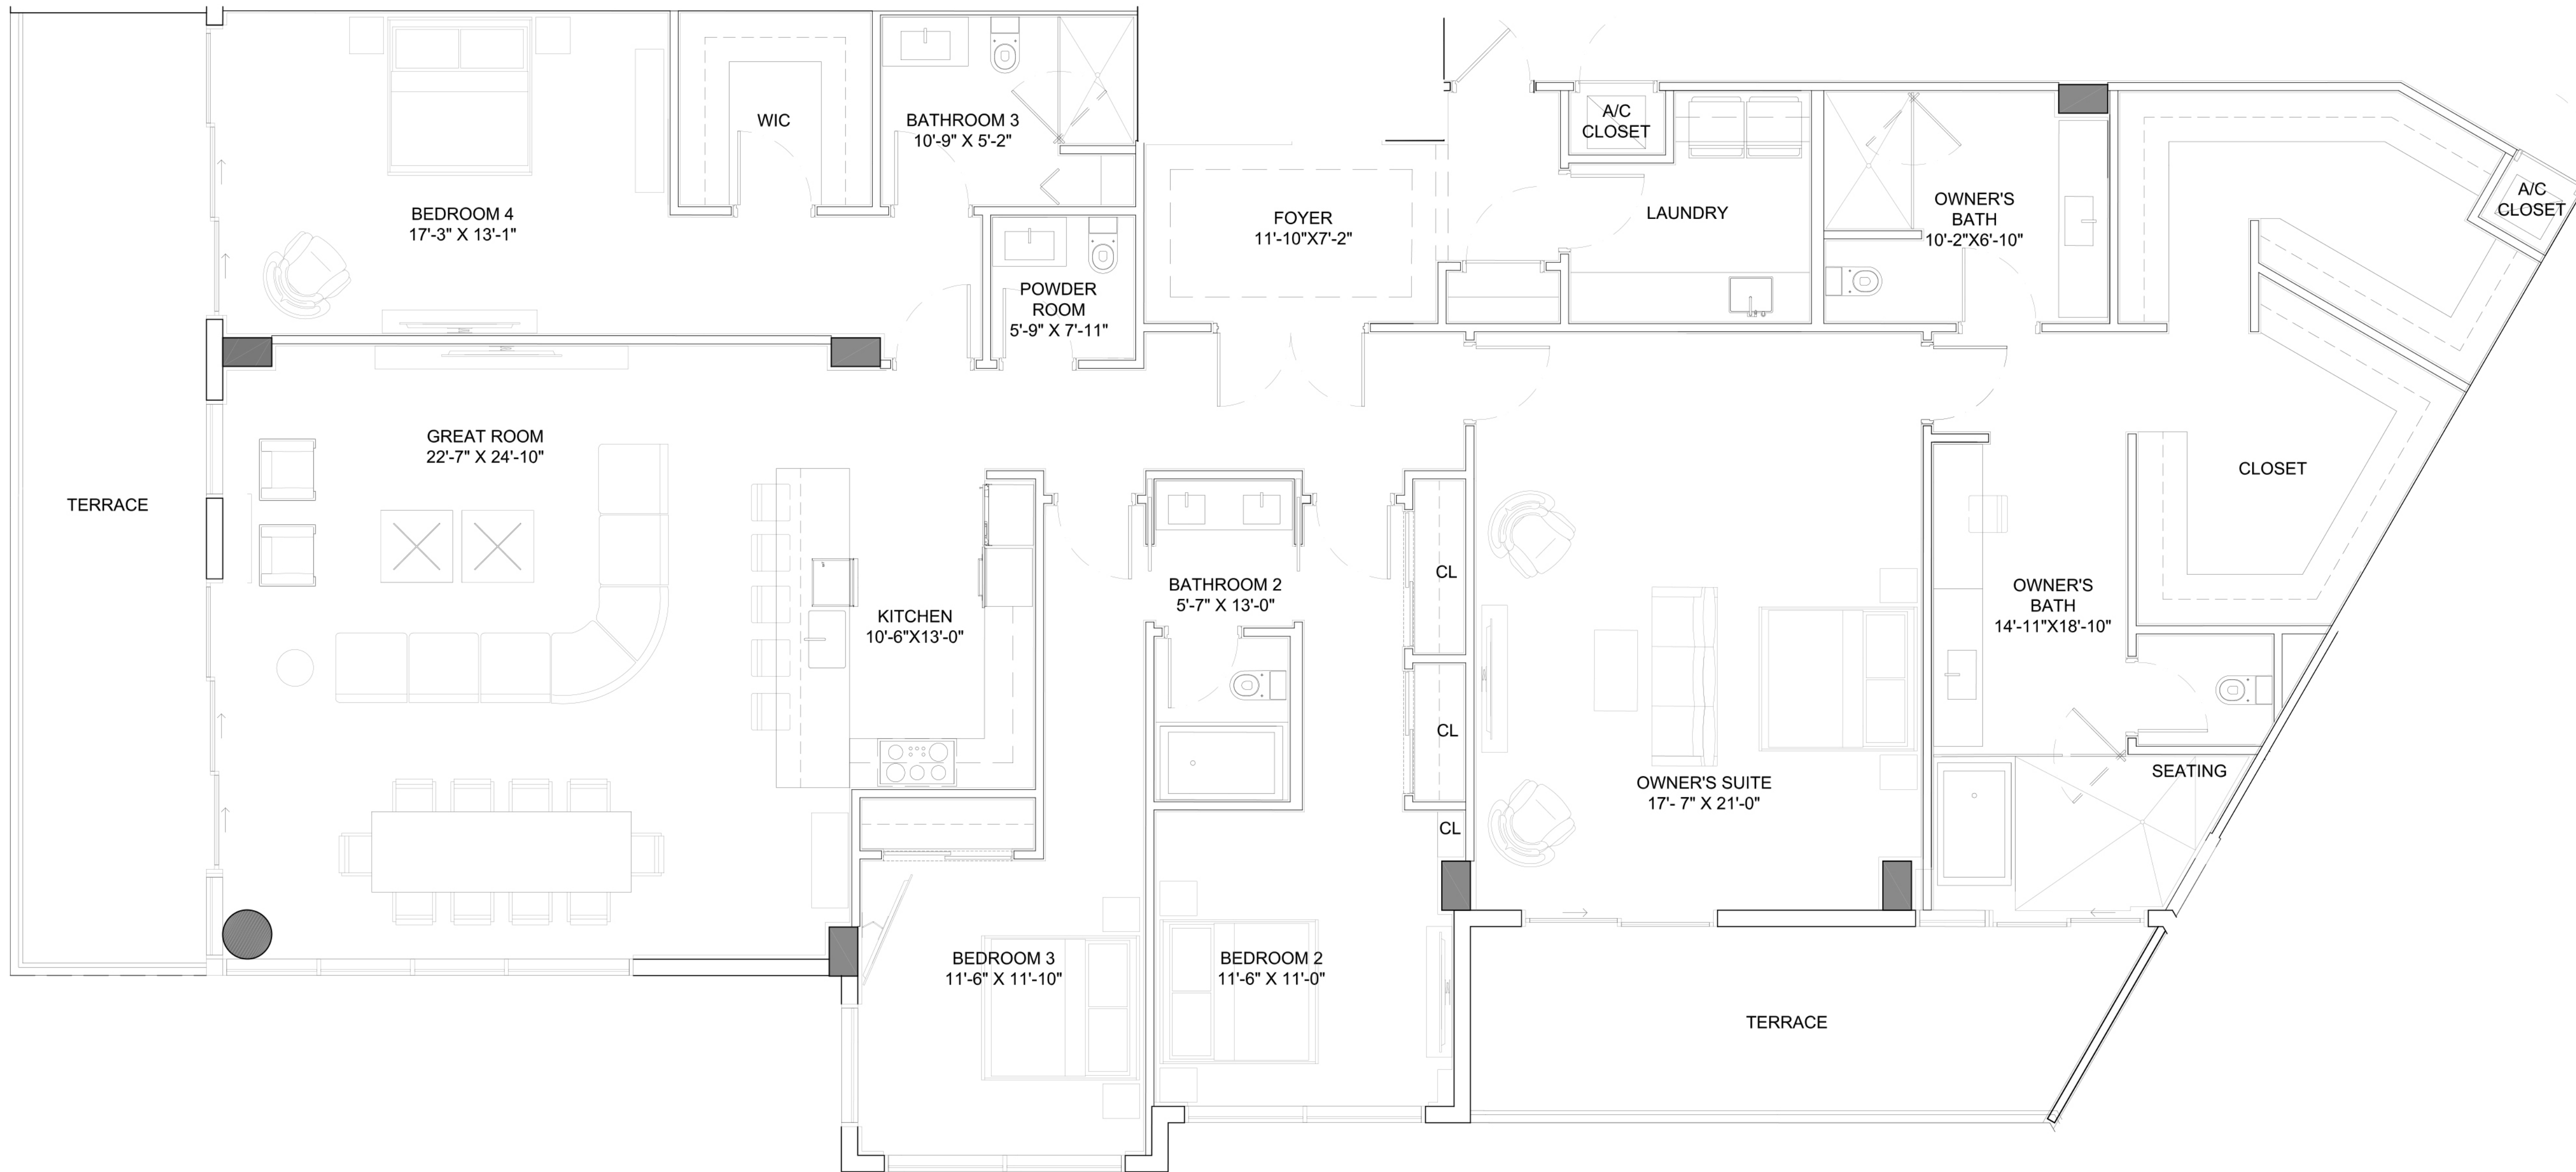 WIC
BATHROOM 3
10'-9" X 5'-2"
A/C
CLOSET
BEDROOM 4
17'-3" X 13'-1"
FOYER
11'-10"X7'-2"
LAUNDRY
OWNER'S
BATH
10'-2"X6'-10"
A/C
CLOSET
POWDER
ROOM
5'-9" X 7'-11"
TERRACE
GREAT ROOM
22'-7" X 24'-10"
KITCHEN
10'-6"X13'-0"
BATHROOM 2
5'-7" X 13'-0"
CL
CL
CL
OWNER'S SUITE
17'- 7" X 21'-0"
OWNER'S
BATH
14'-11"X18'-10"
CLOSET
SEATING
BEDROOM 3
11'-6" X 11'-10"
BEDROOM 2
11'-6" X 11'-0"
TERRACE